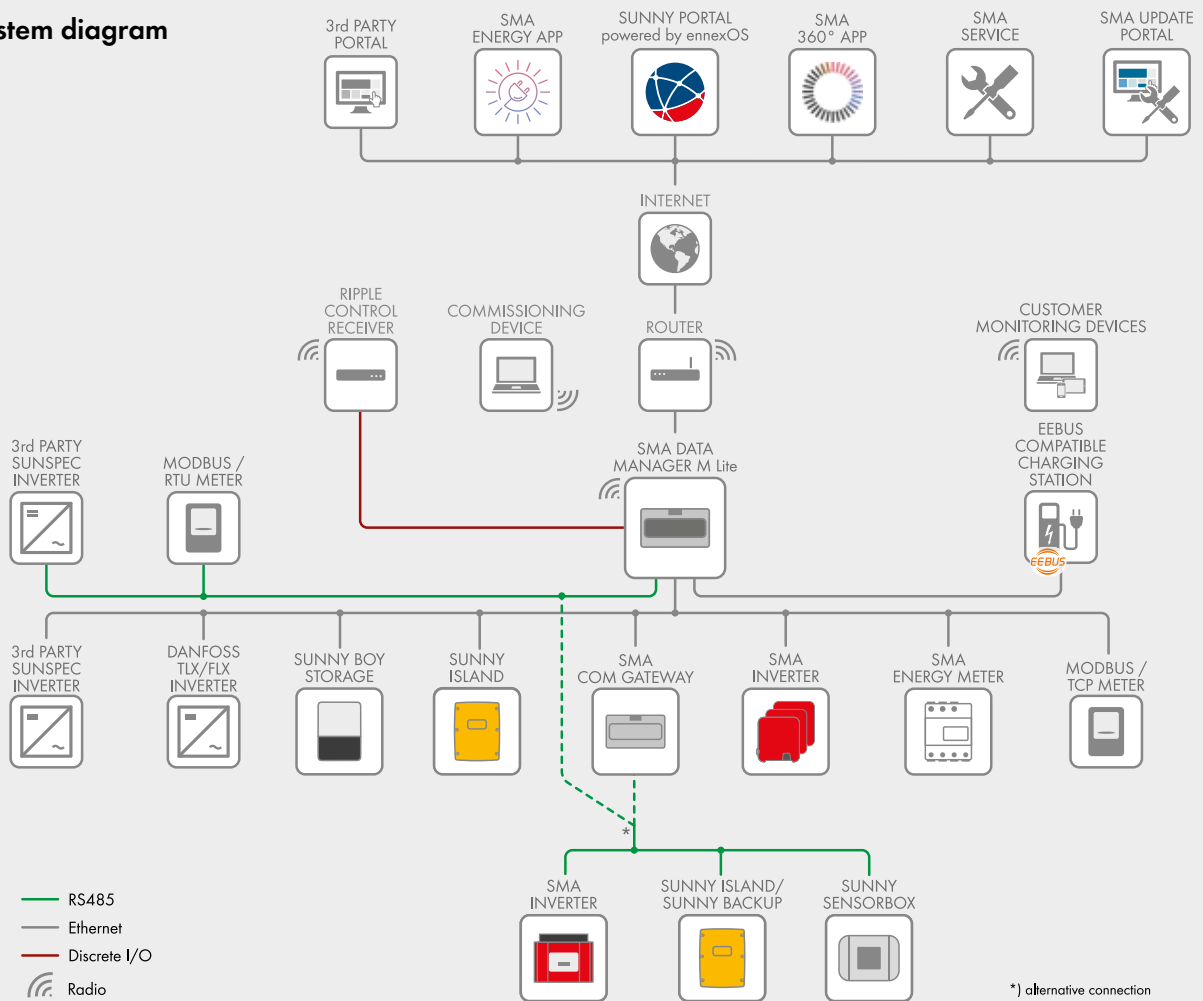 stem diagram
3rd PARTY
PORTAL
SMA
ENERGY APP
SUNNY PORTAL
powered by ennexOS
SMA
360° APP
SMA
SERVICE
SMA UPDATE
PORTAL
INTERNET
RIPPLE
CONTROL
RECEIVER
COMMISSIONING
DEVICE
ROUTER
CUSTOMER
MONITORING DEVICES
3rd PARTY
SUNSPEC
INVERTER
MODBUS /
RTU METER
SMA DATA
MANAGER M Lite
EEBUS
COMPATIBLE
CHARGING
STATION
EEBUS
3rd PARTY
SUNSPEC
INVERTER
DANFOSS
TLX/FLX
INVERTER
SUNNY BOY
STORAGE
SUNNY
ISLAND
SMA
COM GATEWAY
SMA
INVERTER
SMA
ENERGY METER
MODBUS /
TCP METER
*
SMA
INVERTER
SUNNY ISLAND/
SUNNY BACKUP
SUNNY
SENSORBOX
RS485
Ethernet
Discrete I/O
Radio
*) alternative connection